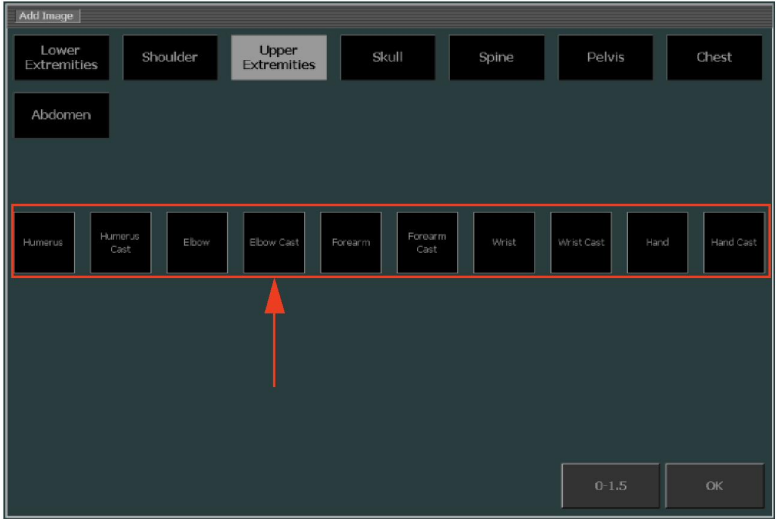 Add Image
Lower
Extremities
Shoulder
Upper
Extremities
Skull
Spine
Pelvis
Chest
Abdomen
Humerus
Humerus
Cast
Elbow
Elbow Cast
Forearm
Forearm
Cast
Wrist
Wrist Cast
Hand
Hand Cast
0-1.5
OK